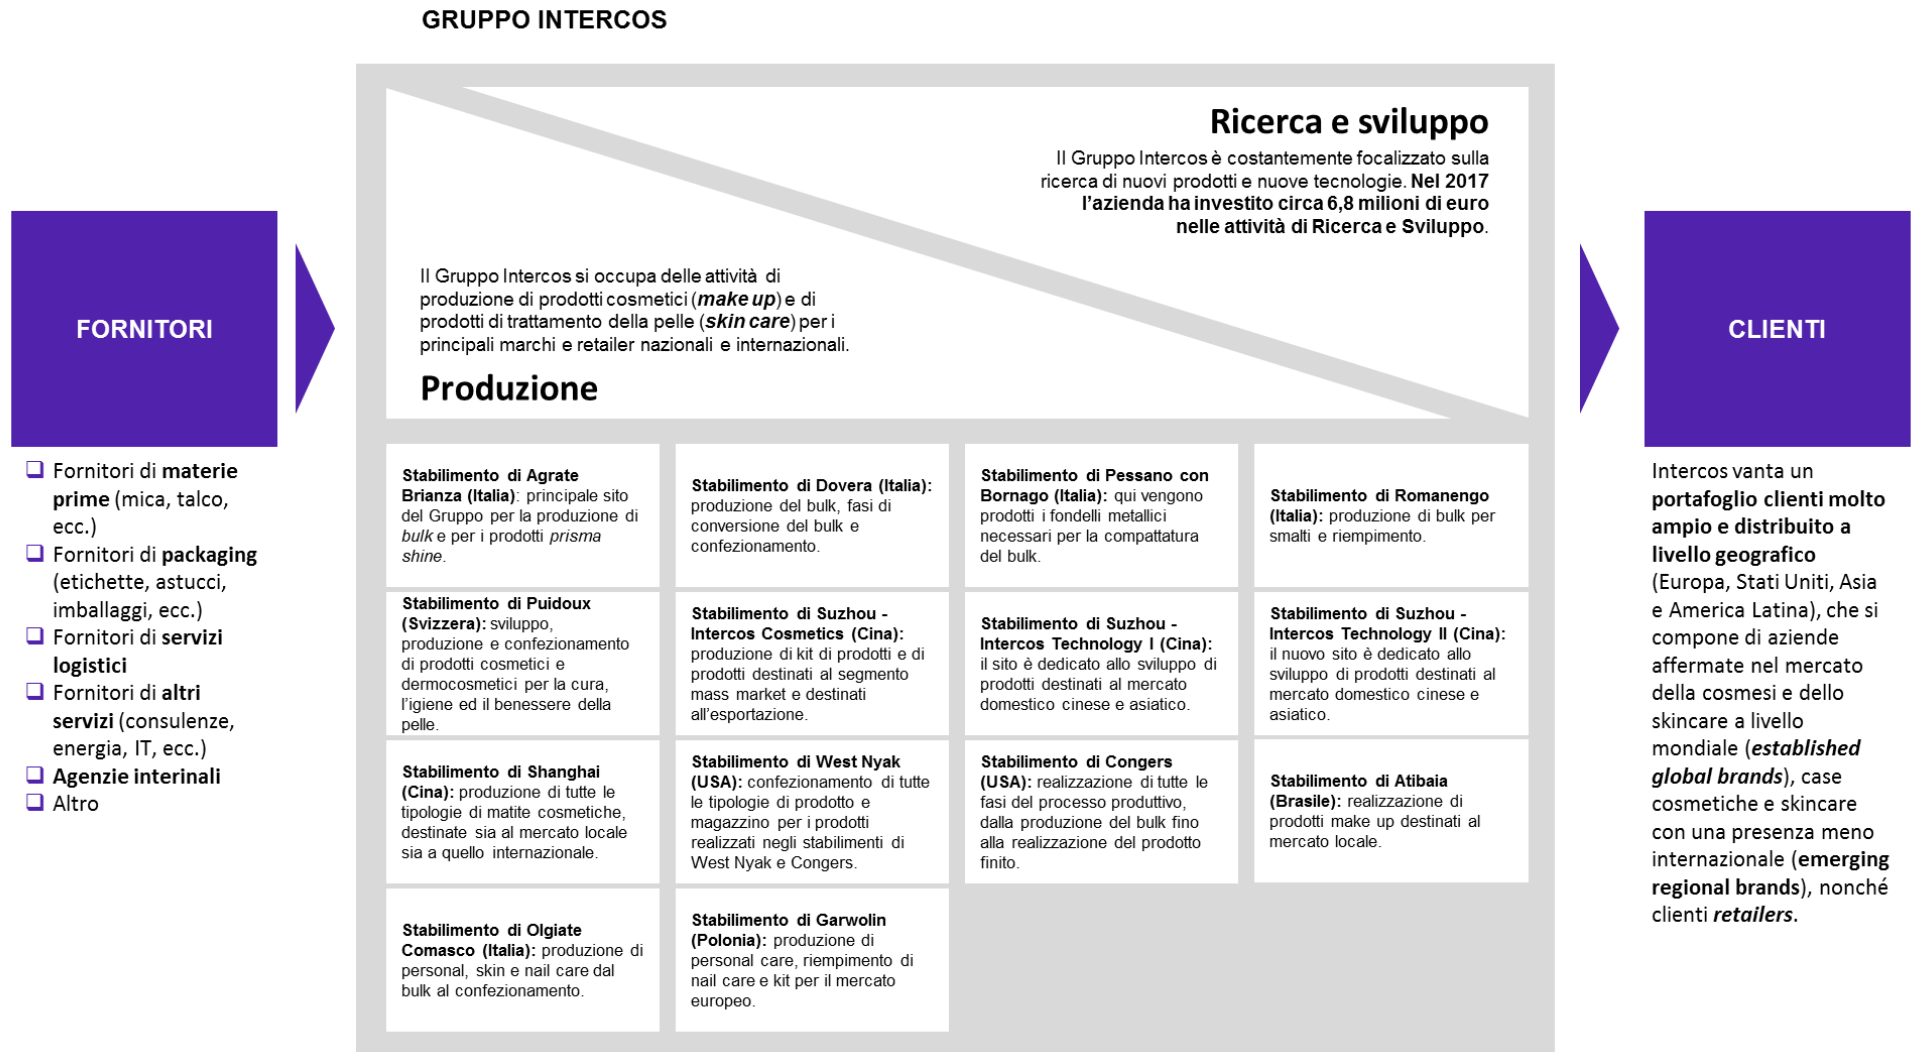 GRUPPO INTERCOS
Ricerca e sviluppo
Il Gruppo Intercos è costantemente focalizzato sulla
ricerca di nuovi prodotti e nuove tecnologie. Nel 2017
l'azienda ha investito circa 6,8 milioni di euro
nelle attività di Ricerca e Sviluppo.
Il Gruppo Intercos si occupa delle attività di
produzione di prodotti cosmetici (make up) e di
prodotti di trattamento della pelle (skin care) per i
principali marchi e retailer nazionali e internazionali.
Produzione
FORNITORI
Fornitori di materie
prime (mica, talco,
ecc.)
Fornitori di packaging
(etichette, astucci,
imballaggi, ecc.)
Fornitori di servizi
logistici
Fornitori di altri
servizi (consulenze,
energia, IT, ecc.)
Agenzie interinali
Altro
Stabilimento di Agrate
Brianza (Italia): principale sito
del Gruppo per la produzione di
bulk e per i prodotti prisma
shine.
Stabilimento di Dovera (Italia):
produzione del bulk, fasi di
conversione del bulk e
confezionamento.
Stabilimento di Pessano con
Bornago (Italia): qui vengono
prodotti i fondelli metallici
necessari per la compattatura
del bulk.
Stabilimento di Romanengo
(Italia): produzione di bulk per
smalti e riempimento.
Stabilimento di Puidoux
(Svizzera): sviluppo,
produzione e confezionamento
di prodotti cosmetici e
dermocosmetici per la cura,
l'igiene ed il benessere della
pelle.
Stabilimento di Suzhou -
Intercos Cosmetics (Cina):
produzione di kit di prodotti e di
prodotti destinati al segmento
mass market e destinati
all'esportazione.
Stabilimento di Suzhou -
Intercos Technology I (Cina):
il sito è dedicato allo sviluppo di
prodotti destinati al mercato
domestico cinese e asiatico.
Stabilimento di Suzhou -
Intercos Technology II (Cina):
il nuovo sito è dedicato allo
sviluppo di prodotti destinati al
mercato domestico cinese e
asiatico.
Stabilimento di Shanghai
(Cina): produzione di tutte le
tipologie di matite cosmetiche,
destinate sia al mercato locale
sia a quello internazionale.
Stabilimento di West Nyak
(USA): confezionamento di tutte
le tipologie di prodotto e
magazzino per i prodotti
realizzati negli stabilimenti di
West Nyak e Congers.
Stabilimento di Congers
(USA): realizzazione di tutte le
fasi del processo produttivo,
dalla produzione del bulk fino
alla realizzazione del prodotto
finito.
Stabilimento di Atibaia
(Brasile): realizzazione di
prodotti make up destinati al
mercato locale.
Stabilimento di Olgiate
Comasco (Italia): produzione di
personal, skin e nail care dal
bulk al confezionamento.
Stabilimento di Garwolin
(Polonia): produzione di
personal care, riempimento di
nail care e kit per il mercato
europeo.
CLIENTI
Intercos vanta un
portafoglio clienti molto
ampio e distribuito a
livello geografico
(Europa, Stati Uniti, Asia
e America Latina), che si
compone di aziende
affermate nel mercato
della cosmesi e dello
skincare a livello
mondiale (established
global brands), case
cosmetiche e skincare
con una presenza meno
internazionale (emerging
regional brands), nonché
clienti retailers.